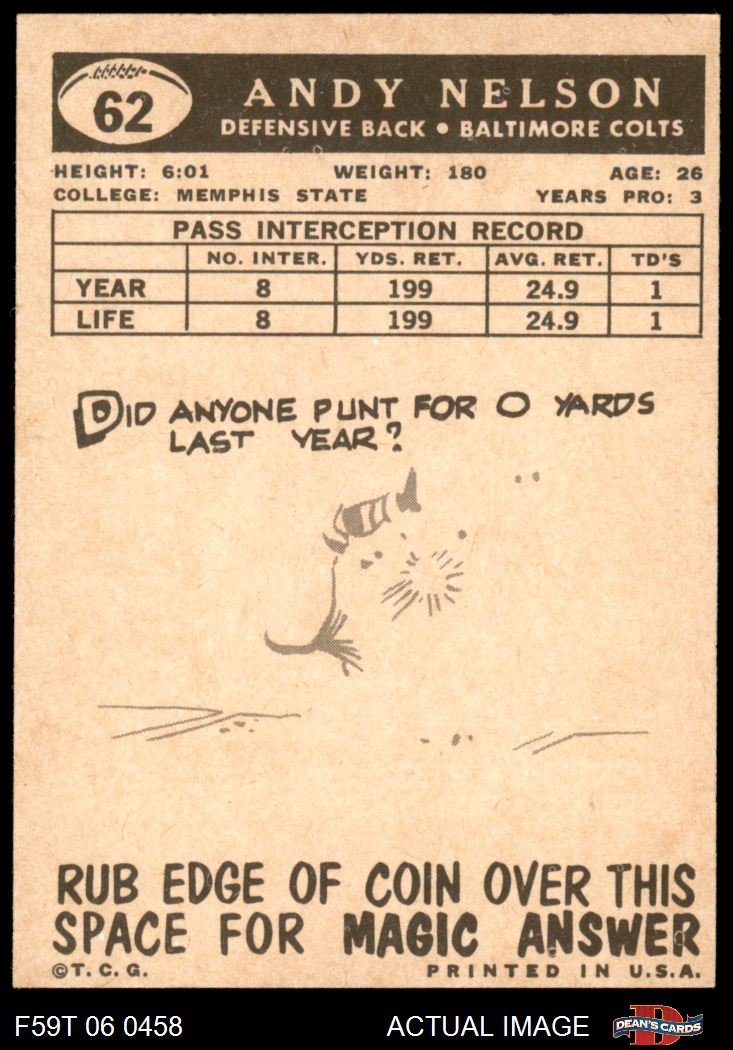 62
ANDY NELSON
DEFENSIVE BACK • BALTIMORE COLTS
HEIGHT: 6:01 WEIGHT: 180 AGE: 26
COLLEGE: MEMPHIS STATE YEARS PRO: 3
PASS INTERCEPTION RECORD
NO. INTER. YDS. RET. AVG. RET. TD'S
YEAR 8 199 24.9 1
LIFE 8 199 24.9 1
DID ANYONE PUNT FOR O YARDS
LAST YEAR?
RUB EDGE OF COIN OVER THIS
SPACE FOR MAGIC ANSWER
©T.C.G. PRINTED IN U.S.A.
F59T 06 0458 ACTUAL IMAGE D DEAN'S CARDS